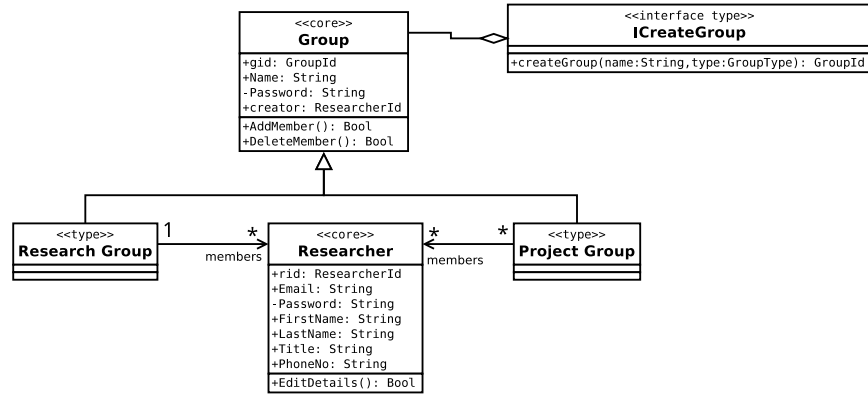 <<core>>
Group
+gid: GroupId
+Name: String
-Password: String
+creator: ResearcherId
+AddMember(): Bool
+DeleteMember(): Bool
<<interface type>>
ICreateGroup
+createGroup(name:String,type:GroupType): GroupId
<<type>>
Research Group
1
*
members
<<core>>
Researcher
+rid: ResearcherId
+Email: String
-Password: String
+FirstName: String
+LastName: String
+Title: String
+PhoneNo: String
+EditDetails(): Bool
*
*
members
<<type>>
Project Group